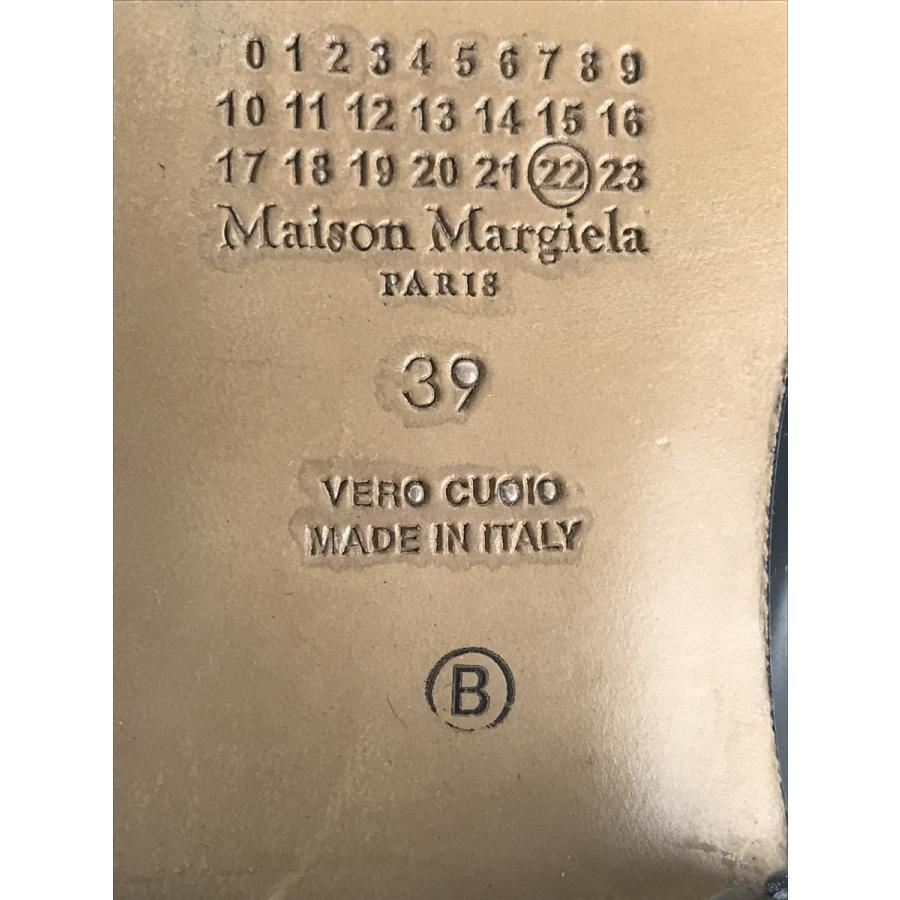 0 1 2 3 4 5 6 7 8 9
10 11 12 13 14 15 16
17 18 19 20 21 22 23
Maison Margiela
PARIS
39
VERO CUOIO
MADE IN ITALY
B